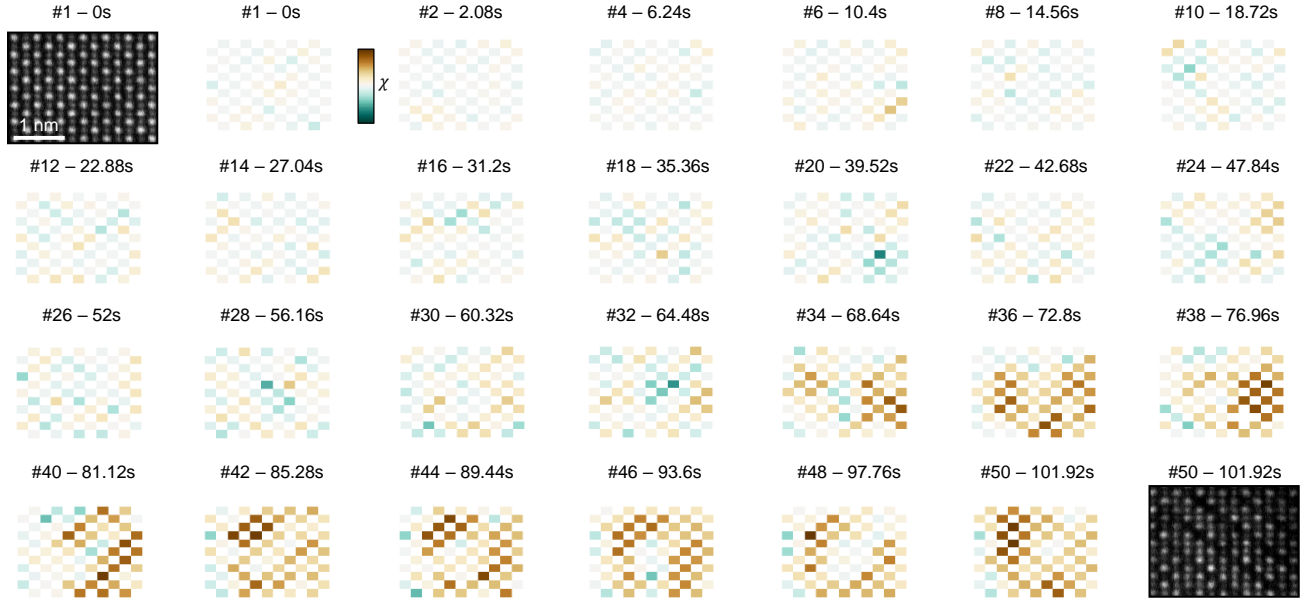 #1 – 0s
#1 – 0s
#2 – 2.08s
#4 – 6.24s
#6 – 10.4s
#8 – 14.56s
#10 – 18.72s
χ
1 nm
#12 – 22.88s
#14 – 27.04s
#16 – 31.2s
#18 – 35.36s
#20 – 39.52s
#22 – 42.68s
#24 – 47.84s
#26 – 52s
#28 – 56.16s
#30 – 60.32s
#32 – 64.48s
#34 – 68.64s
#36 – 72.8s
#38 – 76.96s
#40 – 81.12s
#42 – 85.28s
#44 – 89.44s
#46 – 93.6s
#48 – 97.76s
#50 – 101.92s
#50 – 101.92s